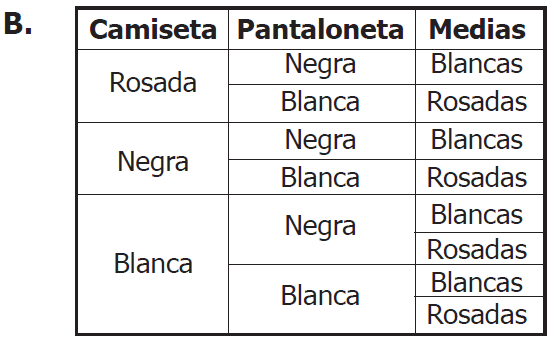 B.
Camiseta Pantaloneta Medias
Rosada Negra Blancas
Blanca Rosadas
Negra Negra Blancas
Blanca Rosadas
Blanca Negra Blancas
Rosadas
Blanca Blancas
Rosadas